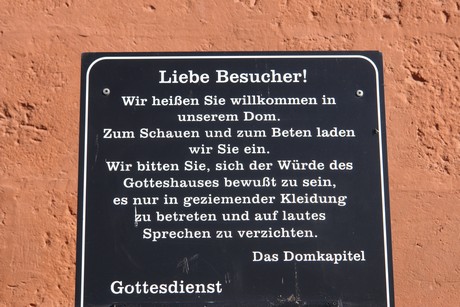 Liebe Besucher!
Wir heißen Sie willkommen in
unserem Dom.
Zum Schauen und zum Beten laden
wir Sie ein.
Wir bitten Sie, sich der Würde des
Gotteshauses bewußt zu sein,
es nur in geziemender Kleidung
zu betreten und auf lautes
Sprechen zu verzichten.
Das Domkapitel
Gottesdienst